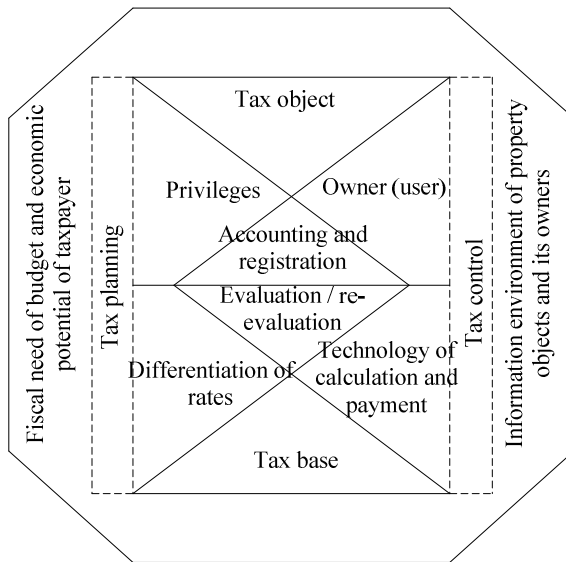 Tax object
Privileges
Owner (user)
Accounting and
registration
Evaluation / re-
evaluation
Differentiation of
rates
Technology of
calculation and
payment
Tax base
Fiscal need of budget and economic
potential of taxpayer
Tax planning
Tax control
Information environment of property
objects and its owners